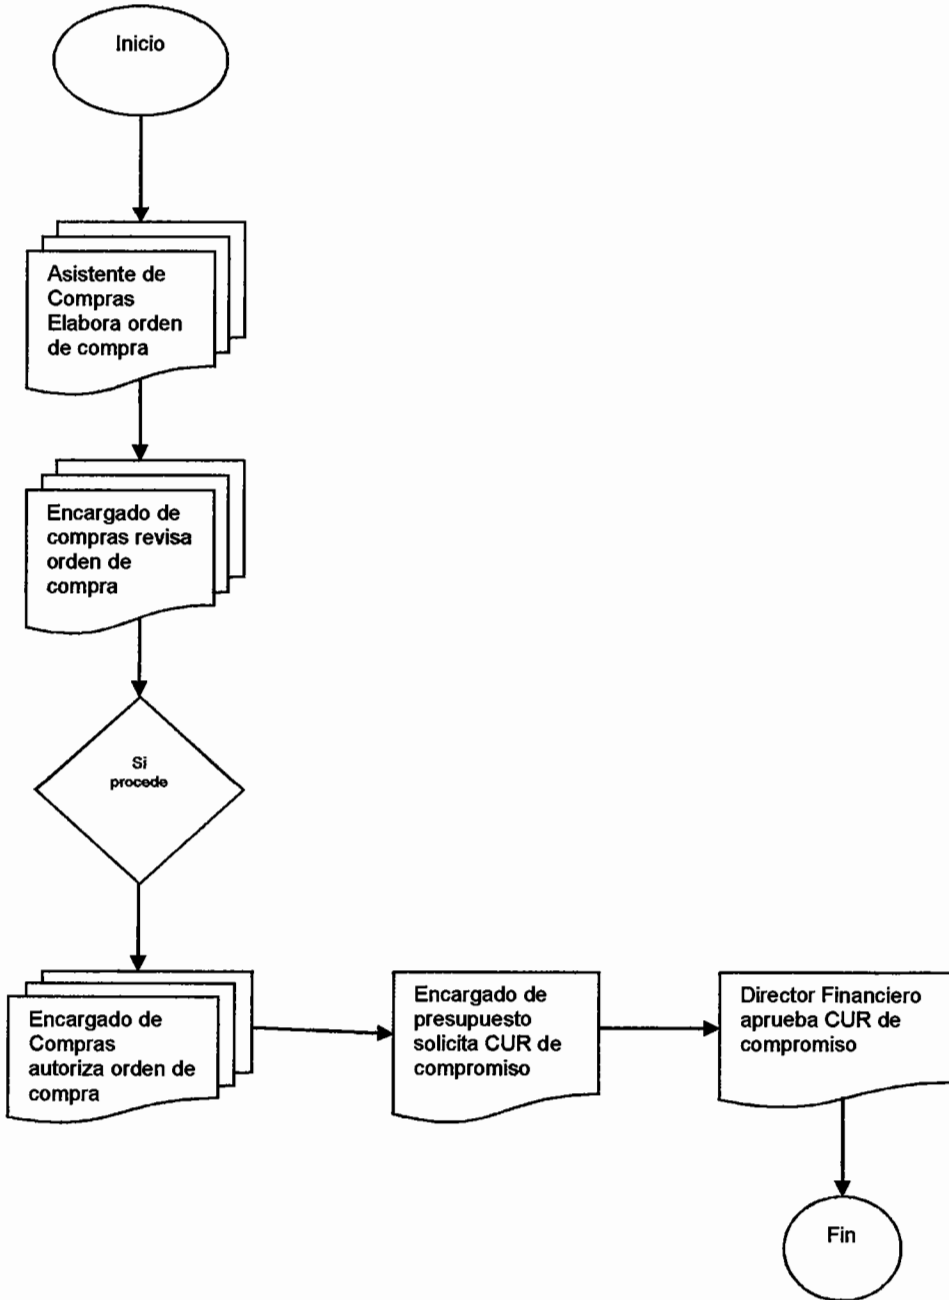 Inicio
Asistente de
Compras
Elabora orden
de compra
Encargado de
compras revisa
orden de
compra
Si
procede
Encargado de
Compras
autoriza orden de
compra
Encargado de
presupuesto
solicita CUR de
compromiso
Director Financiero
aprueba CUR de
compromiso
Fin